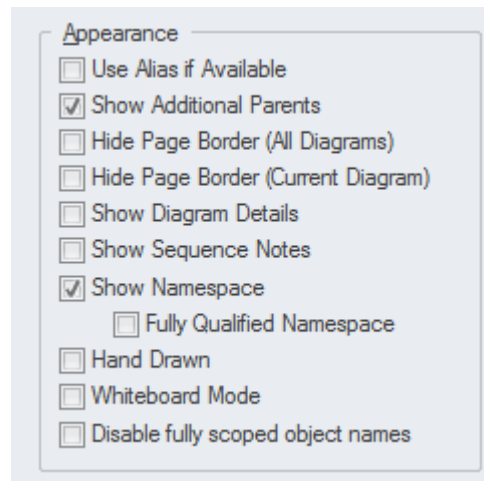 Appearance
Use Alias if Available
Show Additional Parents
Hide Page Border (All Diagrams)
Hide Page Border (Current Diagram)
Show Diagram Details
Show Sequence Notes
Show Namespace
Fully Qualified Namespace
Hand Drawn
Whiteboard Mode
Disable fully scoped object names